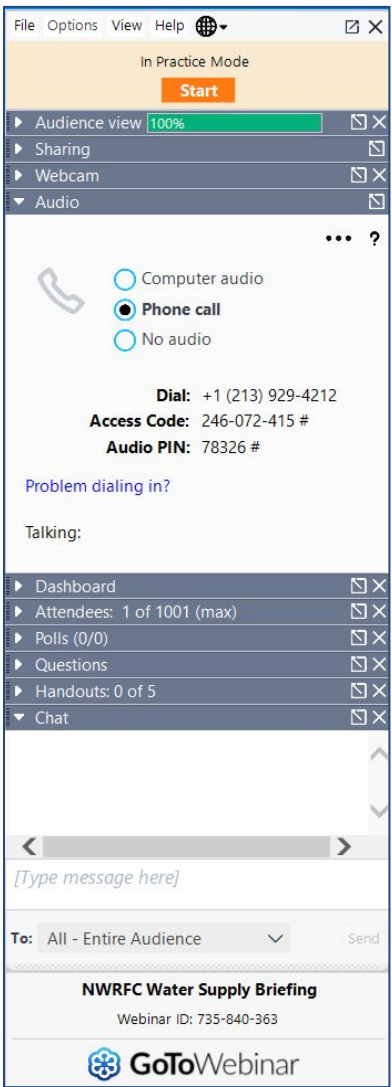 File Options View Help
In Practice Mode
Start
Audience view 100%
Sharing
Webcam
Audio
••• ?
Computer audio
Phone call
No audio
Dial: +1 (213) 929-4212
Access Code: 246-072-415 #
Audio PIN: 78326 #
Problem dialing in?
Talking:
Dashboard
Attendees: 1 of 1001 (max)
Polls (0/0)
Questions
Handouts: 0 of 5
Chat
[Type message here]
To: All - Entire Audience Send
NWRFC Water Supply Briefing
Webinar ID: 735-840-363
GoToWebinar